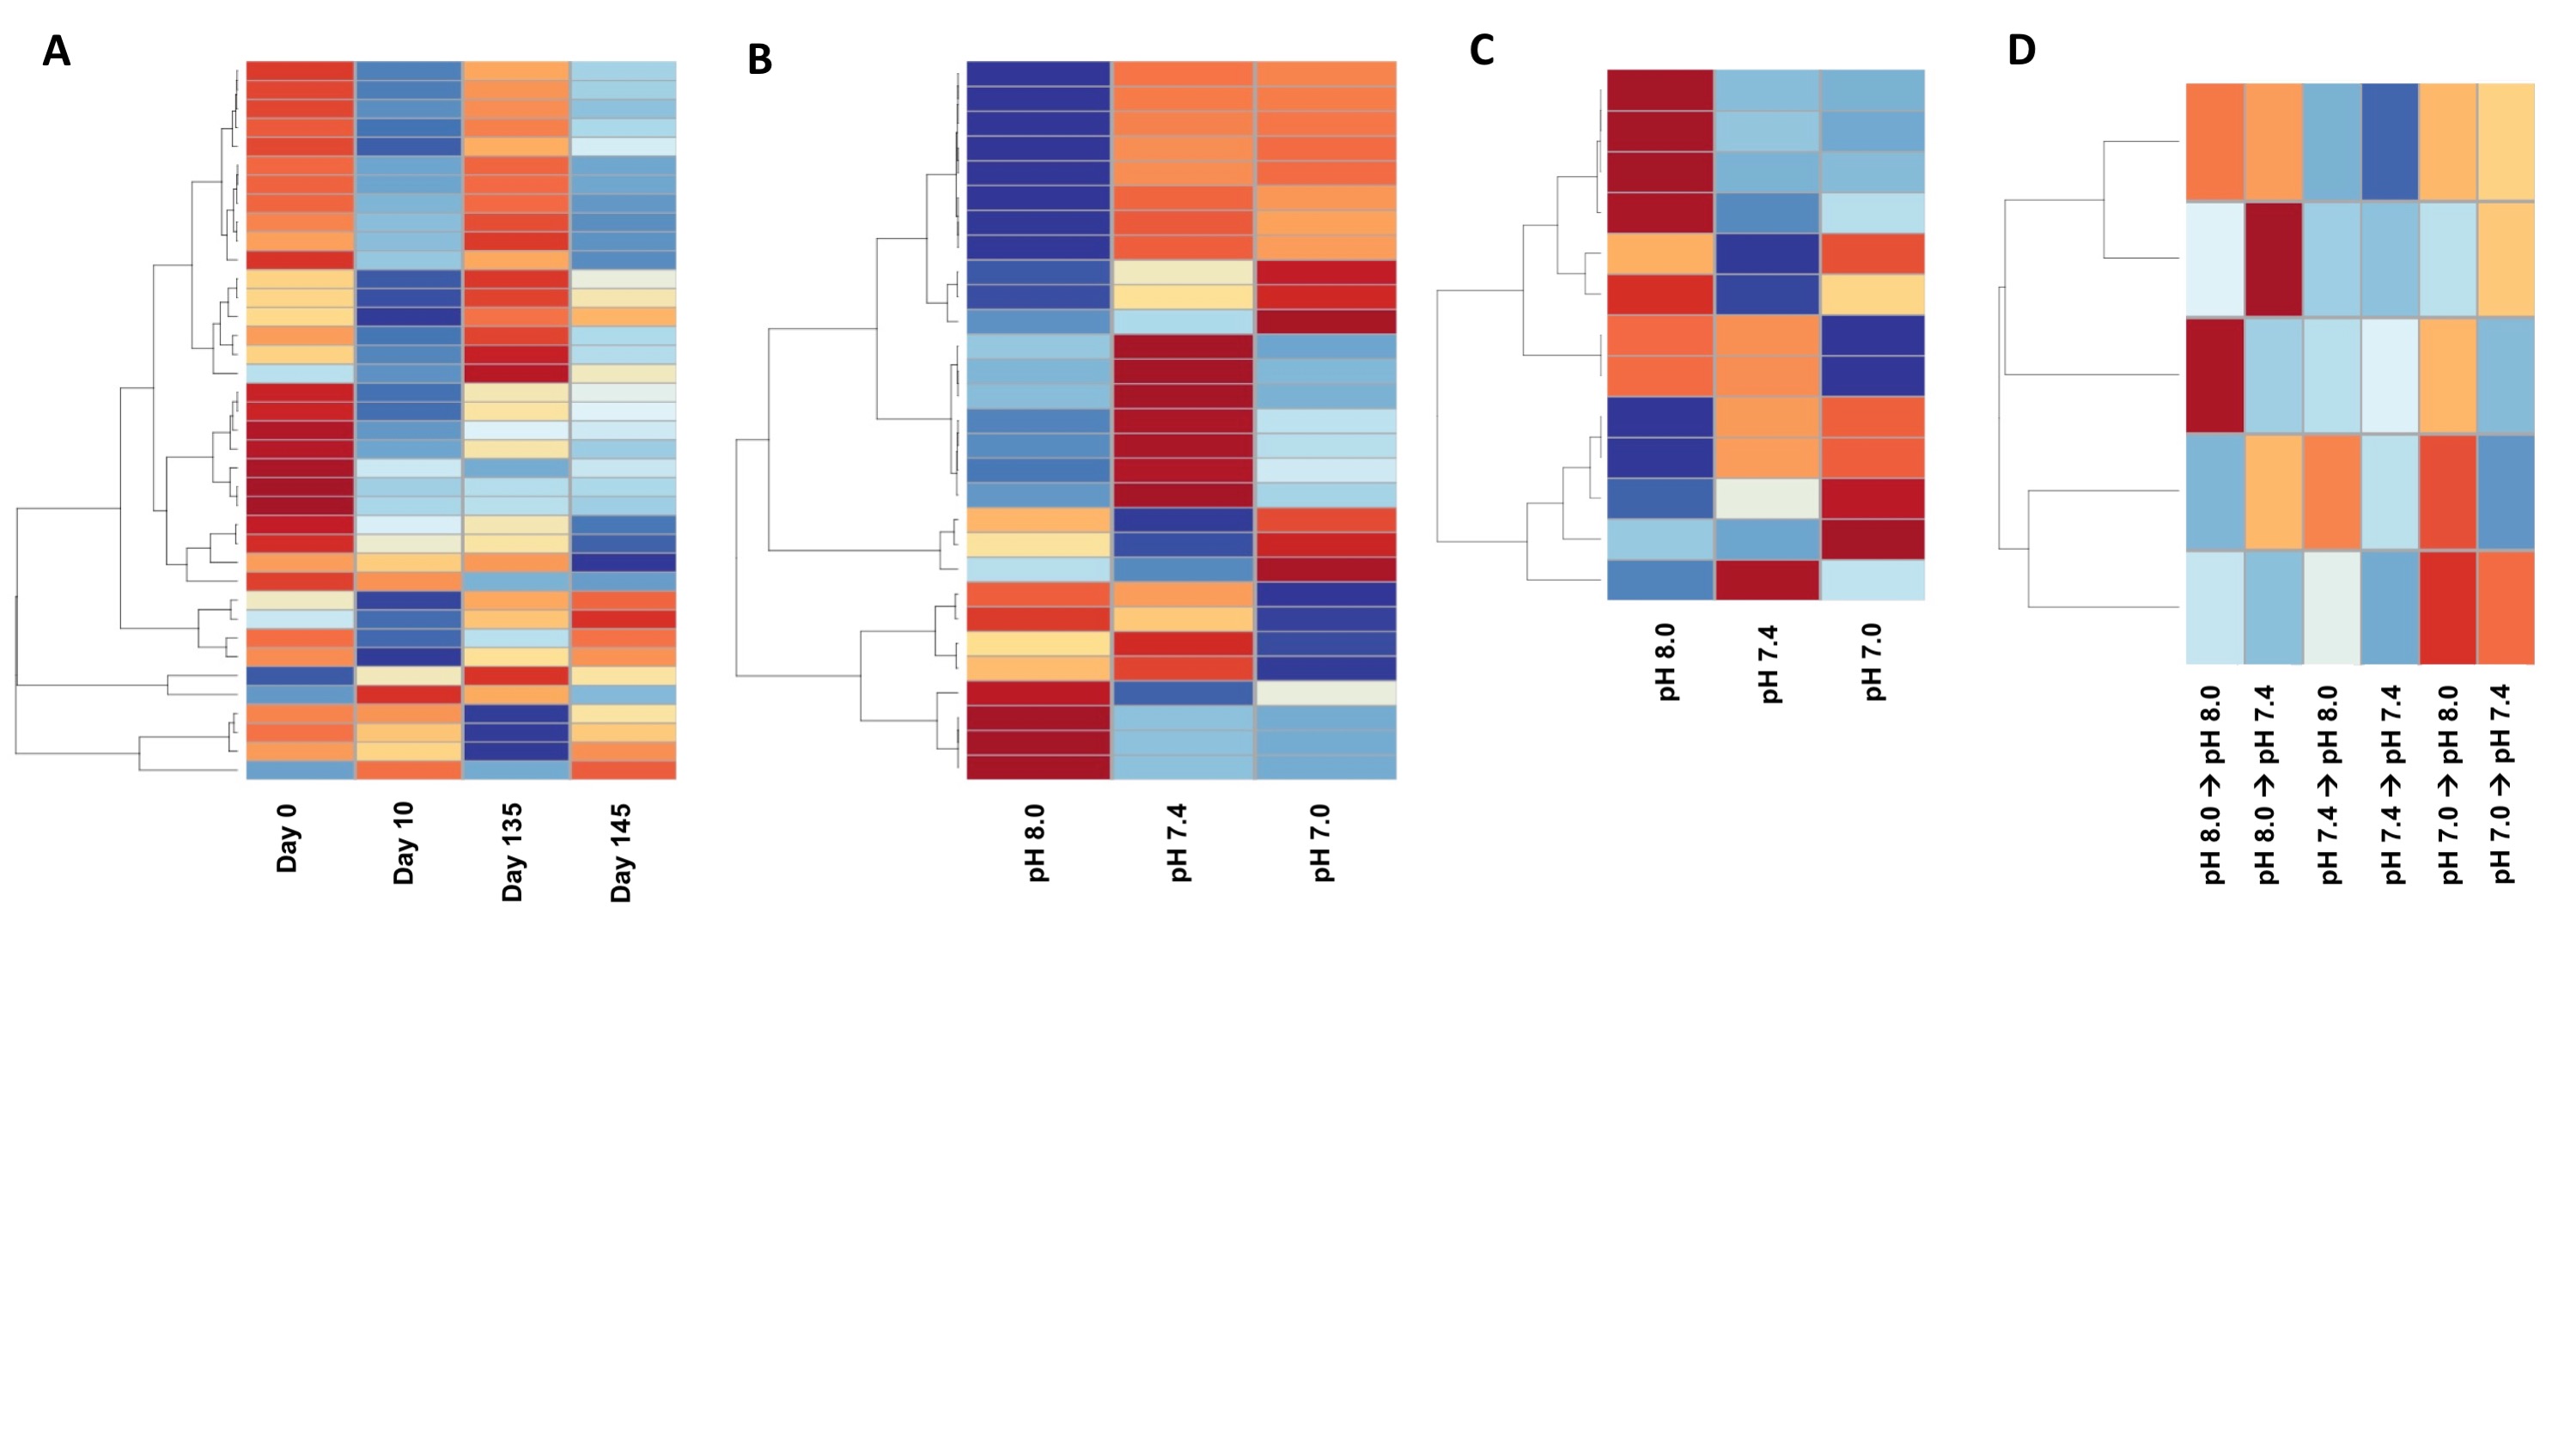 A
B
C
D
Day 0
Day 10
Day 135
Day 145
pH 8.0
pH 7.4
pH 7.0
pH 8.0
pH 7.4
pH 7.0
pH 8.0 → pH 8.0
pH 8.0 → pH 7.4
pH 7.4 → pH 8.0
pH 7.4 → pH 7.4
pH 7.0 → pH 8.0
pH 7.0 → pH 7.4